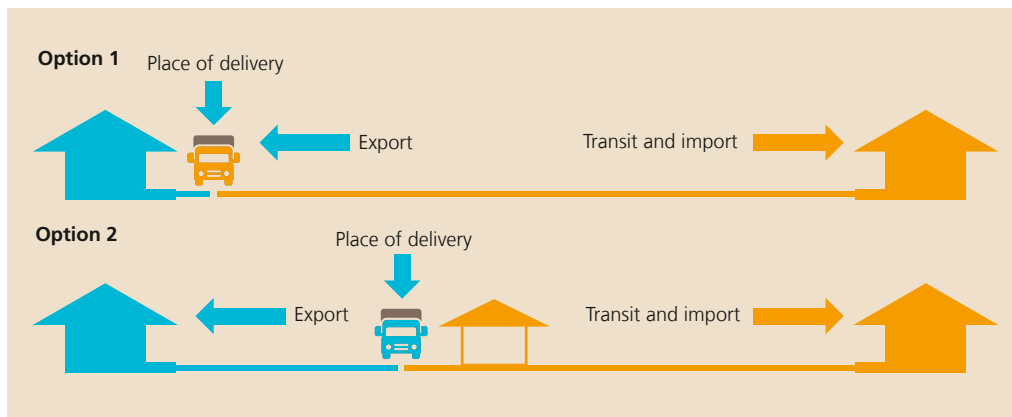 Option 1
Place of delivery
Export
Transit and import
Option 2
Place of delivery
Export
Transit and import